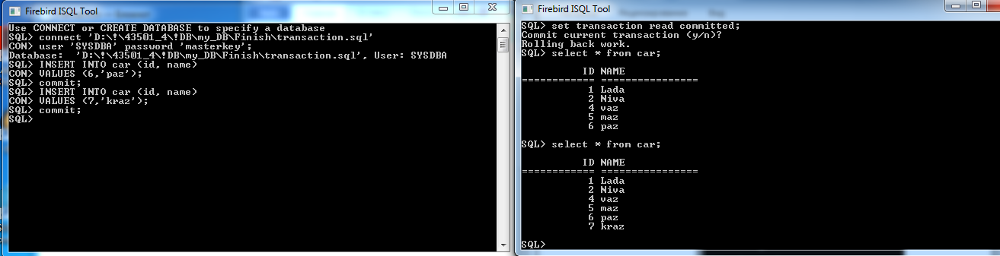 Firebird ISQL Tool
Use CONNECT or CREATE DATABASE to specify a database
SQL> connect 'D:\!\43501_4\!DB\my_DB\Finish\transaction.sql'
CON> user 'SYSDBA' password 'masterkey';
Database:  'D:\!\43501_4\!DB\my_DB\Finish\transaction.sql', User: SYSDBA
SQL> INSERT INTO car (id, name)
CON> VALUES (6,'paz');
SQL> commit;
SQL> INSERT INTO car (id, name)
CON> VALUES (7,'kraz');
SQL> commit;
SQL>
Firebird ISQL Tool
SQL> set transaction read committed;
Commit current transaction (y/n)?
Rolling back work.
SQL> select * from car;
ID NAME
============ ================
1 Lada
2 Niva
4 vaz
5 maz
6 paz
SQL> select * from car;
ID NAME
============ ================
1 Lada
2 Niva
4 vaz
5 maz
6 paz
7 kraz
SQL>